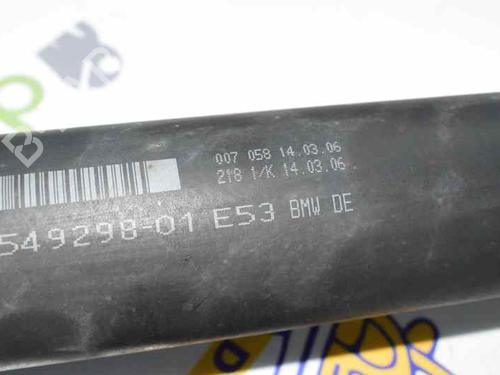 007 058 14.03.06
218 1/K 14.03.06
549298-01 E53 BMW DE